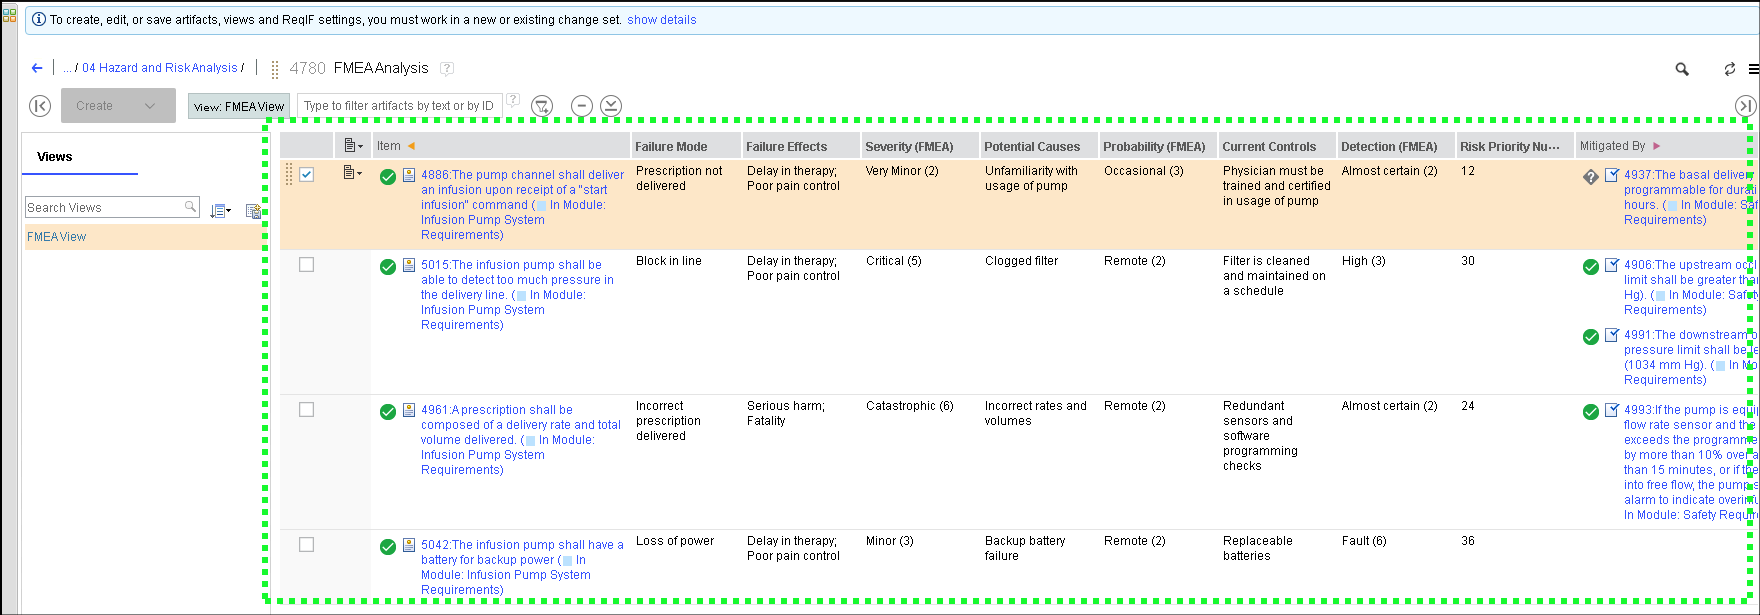 To create, edit, or save artifacts, views and ReqIF settings, you must work in a new or existing change set. show details
... / 04 Hazard and Risk Analysis / 4780 FMEA Analysis ?
Create View: FMEA View Type to filter artifacts by text or by ID ?
Views
Search Views
FMEA View
Item Failure Mode Failure Effects Severity (FMEA) Potential Causes Probability (FMEA) Current Controls Detection (FMEA) Risk Priority Nu··· Mitigated By
4886:The pump channel shall deliver
an infusion upon receipt of a "start
infusion" command ( In Module:
Infusion Pump System
Requirements)
Prescription not
delivered
Delay in therapy;
Poor pain control
Very Minor (2)
Unfamiliarity with
usage of pump
Occasional (3)
Physician must be
trained and certified
in usage of pump
Almost certain (2)
12
4937:The basal delivery
programmable for durati
hours. ( In Module: Saf
Requirements)
5015:The infusion pump shall be
able to detect too much pressure in
the delivery line. ( In Module:
Infusion Pump System
Requirements)
Block in line
Delay in therapy;
Poor pain control
Critical (5)
Clogged filter
Remote (2)
Filter is cleaned
and maintained on
a schedule
High (3)
30
4906:The upstream occl
limit shall be greater tha
Hg). ( In Module: Safety
Requirements)
4991:The downstream o
pressure limit shall be le
(1034 mm Hg). ( In Mo
Requirements)
4961:A prescription shall be
composed of a delivery rate and total
volume delivered. ( In Module:
Infusion Pump System
Requirements)
Incorrect
prescription
delivered
Serious harm;
Fatality
Catastrophic (6)
Incorrect rates and
volumes
Remote (2)
Redundant
sensors and
software
programming
checks
Almost certain (2)
24
4993:If the pump is equi
flow rate sensor and the
exceeds the programme
by more than 10% over a
than 15 minutes, or if the
into free flow, the pump s
alarm to indicate overinfu
In Module: Safety Requir
5042:The infusion pump shall have a
battery for backup power ( In
Module: Infusion Pump System
Requirements)
Loss of power
Delay in therapy;
Poor pain control
Minor (3)
Backup battery
failure
Remote (2)
Replaceable
batteries
Fault (6)
36